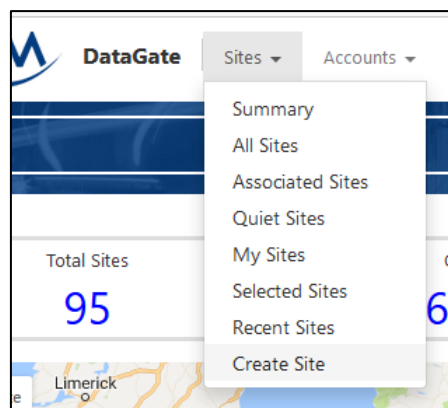 DataGate
Sites
Accounts
Summary
All Sites
Associated Sites
Quiet Sites
My Sites
Selected Sites
Recent Sites
Create Site
Total Sites
95
6
Limerick